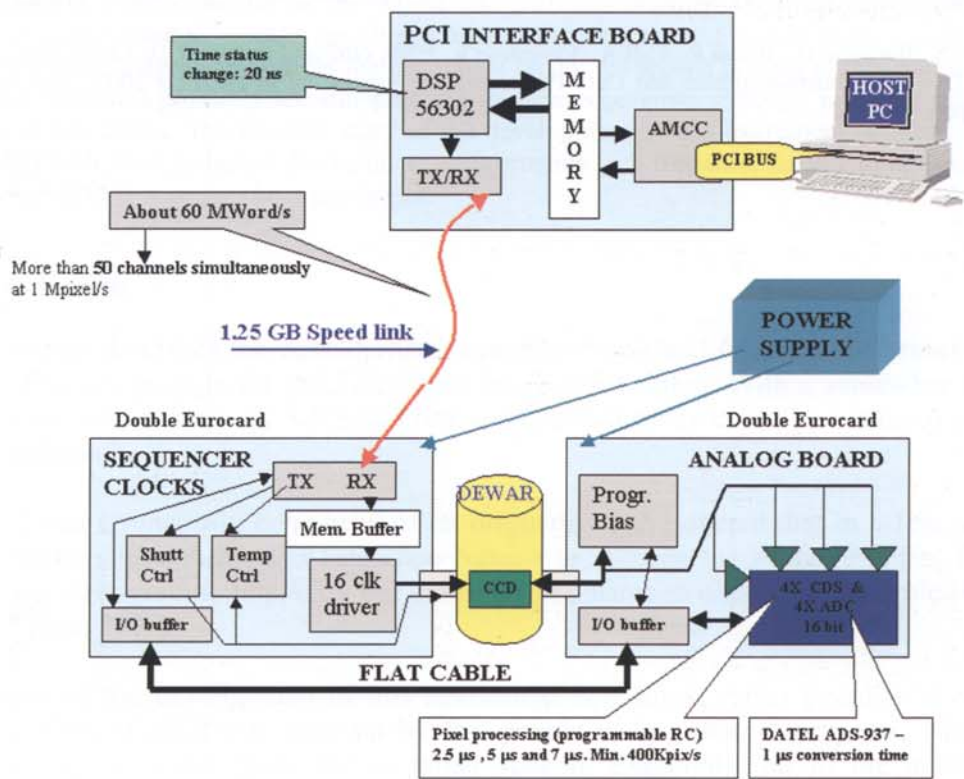 PCI INTERFACE BOARD
Time status
change: 20 ns
DSP
56302
M
E
M
O
R
Y
AMCC
TX/RX
PCI BUS
HOST
PC
About 60 MWord/s
More than 50 channels simultaneously
at 1 Mpixel/s
1.25 GB Speed link
POWER
SUPPLY
Double Eurocard
Double Eurocard
SEQUENCER
CLOCKS
TX RX
Mem. Buffer
Shutt
Ctrl
Temp
Ctrl
16 clk
driver
I/O buffer
DEWAR
CCD
ANALOG BOARD
Progr.
Bias
I/O buffer
4X CDS &
4X ADC
16 bit
FLAT CABLE
Pixel processing (programmable RC)
2.5 µs , 5 µs and 7 µs. Min. 400Kpix/s
DATEL ADS-937 –
1 µs conversion time